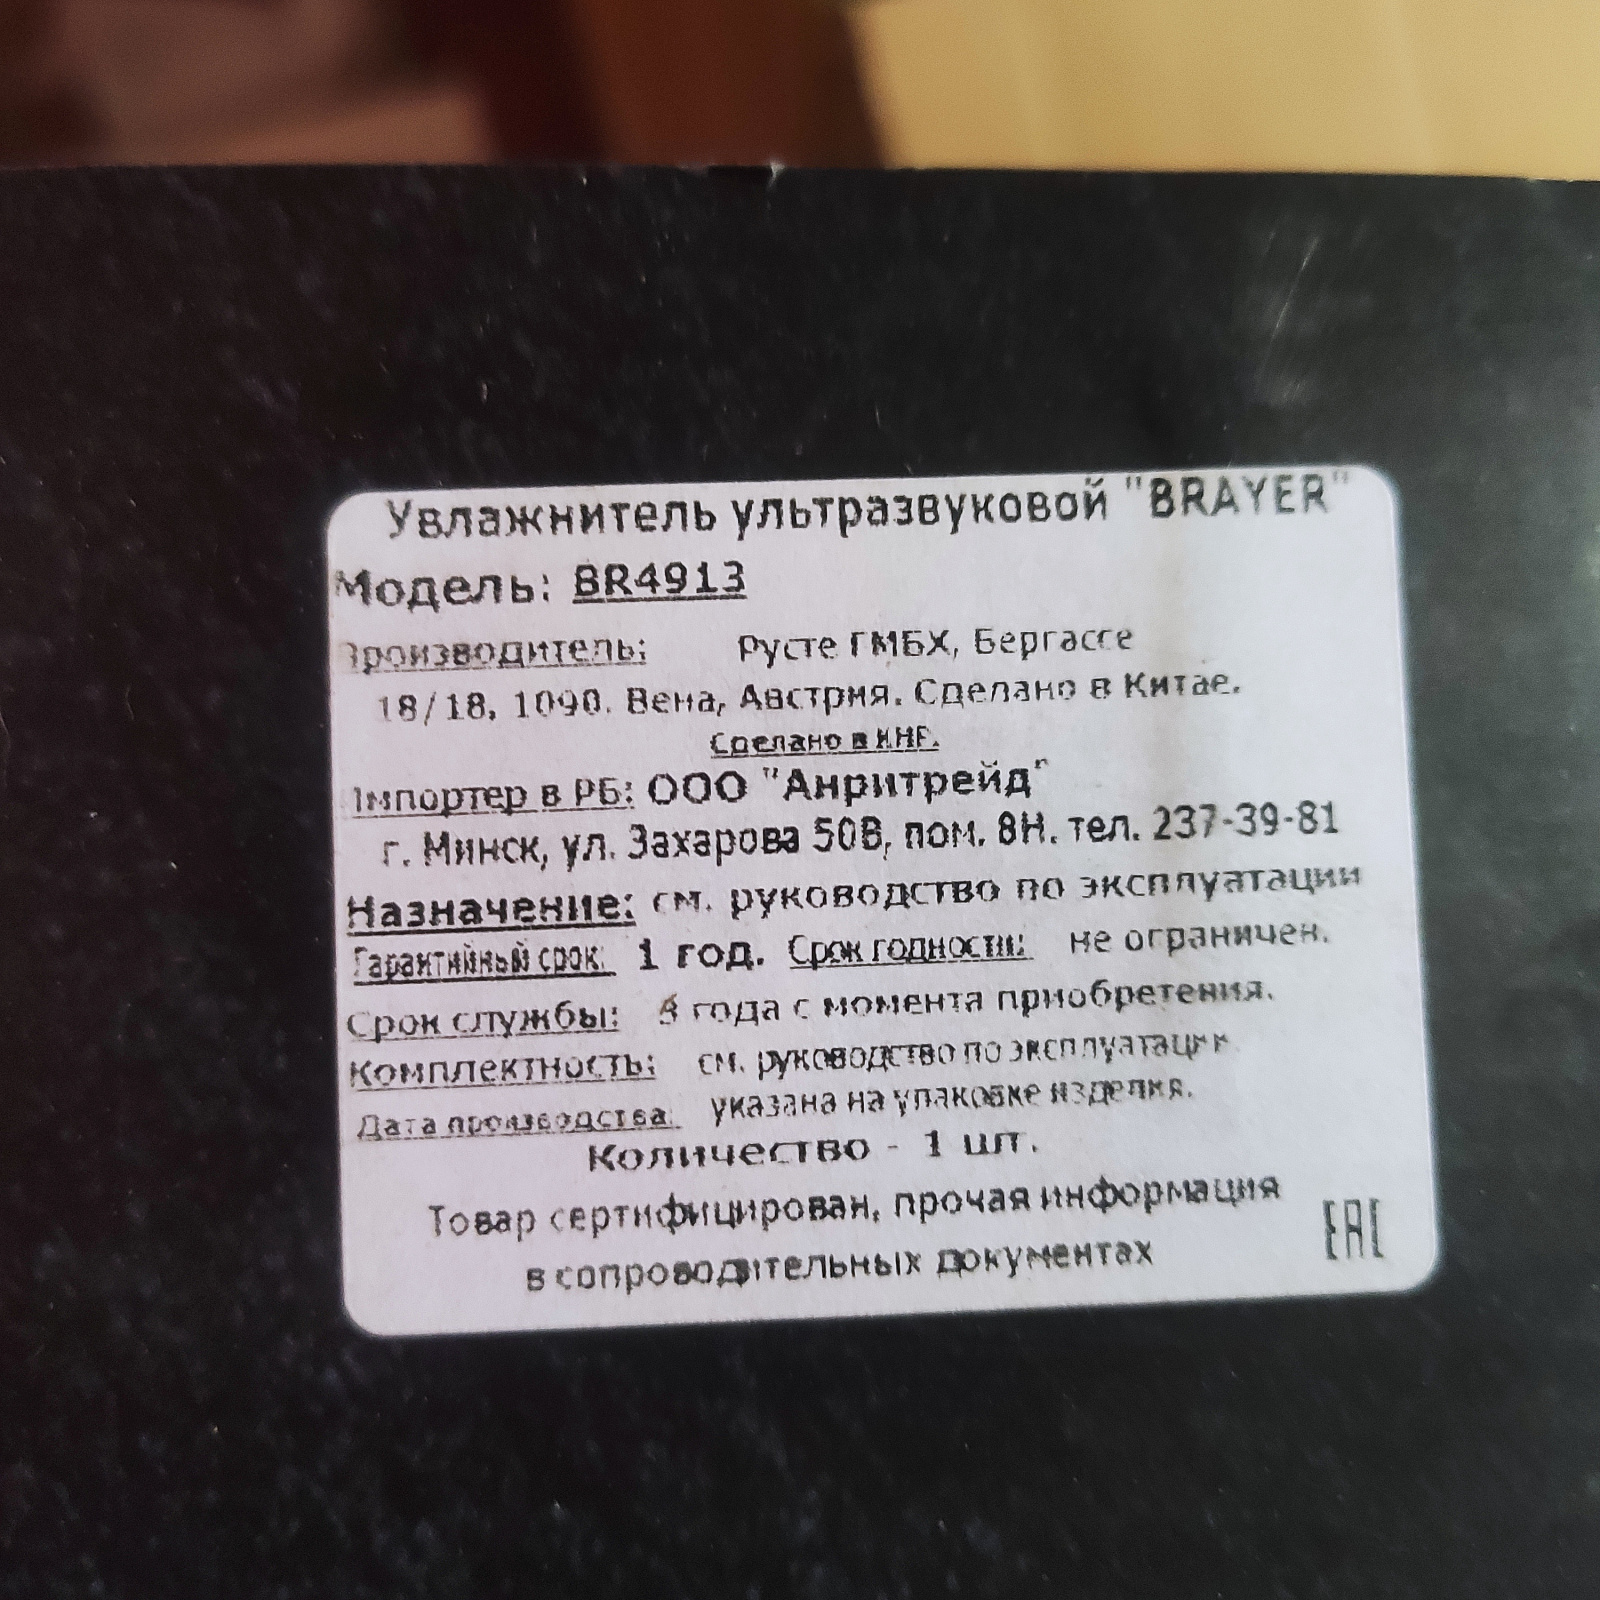 Увлажнитель ультразвуковой "BRAYER"
Модель: BR4913
Производитель: Русте ГМБХ, Бергассе
18/18, 1090. Вена, Австрия. Сделано в Китае.
Сделано в КНР.
Импортер в РБ: ООО "Анритрейд"
г. Минск, ул. Захарова 50В, пом. 8Н. тел. 237-39-81
Назначение: см. руководство по эксплуатации
Гарантийный срок: 1 год. Срок годности: не ограничен.
Срок службы: года с момента приобретения.
Комплектность: см. руководство по эксплуатации
Дата производства: указана на упаковке изделия.
Количество - 1 шт.
Товар сертифицирован, прочая информация
в сопроводительных документах
EAC